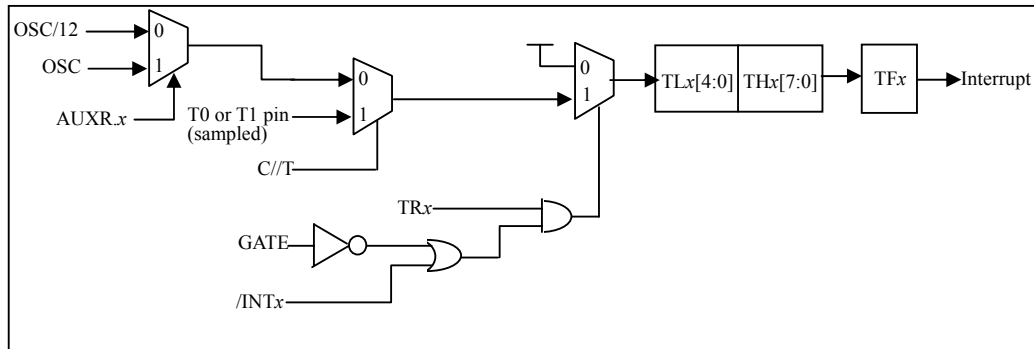 OSC/12
0
OSC
1
AUXR.x
0
T0 or T1 pin
(sampled)
1
C//T
0
1
TLx[4:0]
THx[7:0]
TFx
Interrupt
TRx
GATE
/INTx